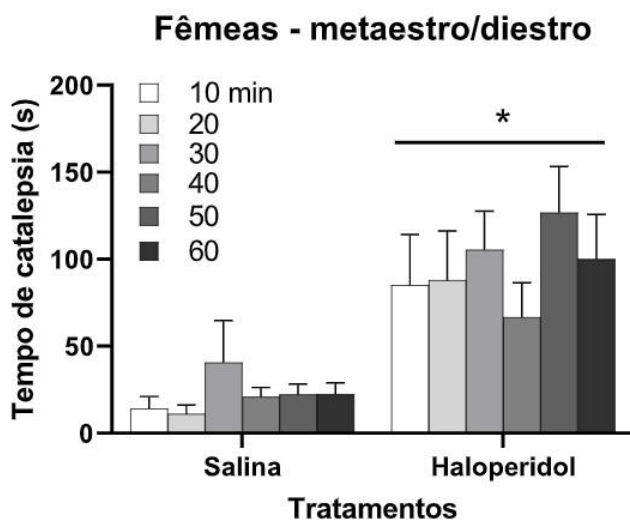 Fêmeas - metaestro/diestro
Tempo de catalepsia (s)
200
150
100
50
0
10 min
20
30
40
50
60
*
Salina
Haloperidol
Tratamentos